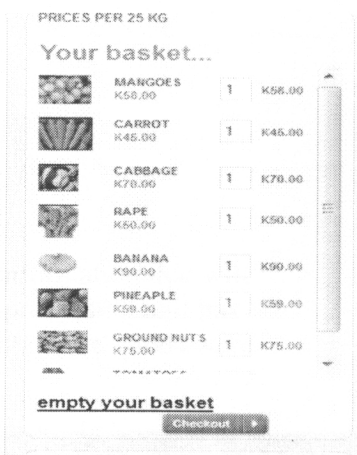 PRICES PER 25 KG
Your basket...
MANGOES
K58.00 1 K58.00
CARROT
K45.00 1 K45.00
CABBAGE
K70.00 1 K70.00
RAPE
K50.00 1 K50.00
BANANA
K90.00 1 K90.00
PINEAPLE
K59.00 1 K59.00
GROUND NUTS
K75.00 1 K75.00
empty your basket
Checkout